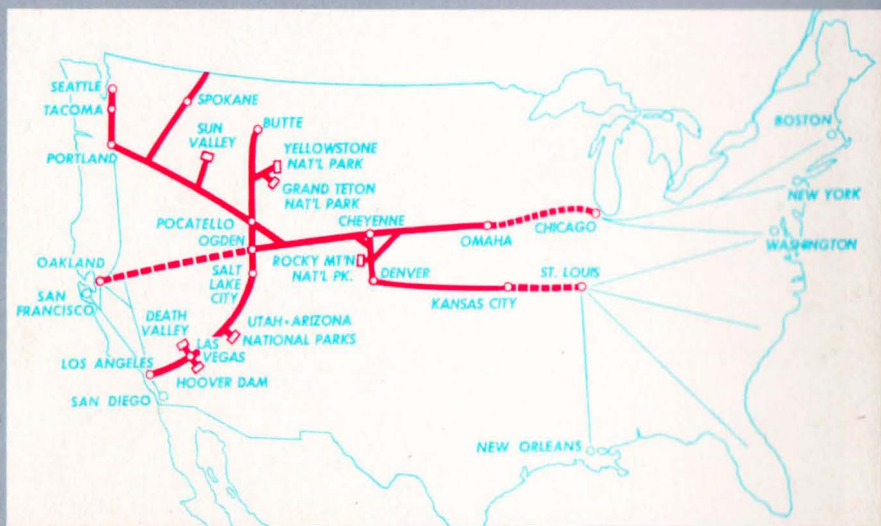 SEATTLE
TACOMA
SPOKANE
BUTTE
SUN
VALLEY
PORTLAND
YELLOWSTONE
NAT'L PARK
GRAND TETON
NAT'L PARK
BOSTON
NEW YORK
POCATELLO
OGDEN
CHEYENNE
OMAHA
CHICAGO
WASHINGTON
OAKLAND
SAN
FRANCISCO
SALT
LAKE
CITY
ROCKY MT'N
NAT'L PK.
DENVER
KANSAS CITY
ST. LOUIS
DEATH
VALLEY
UTAH-ARIZONA
NATIONAL PARKS
LAS
VEGAS
LOS ANGELES
HOOVER DAM
SAN DIEGO
NEW ORLEANS